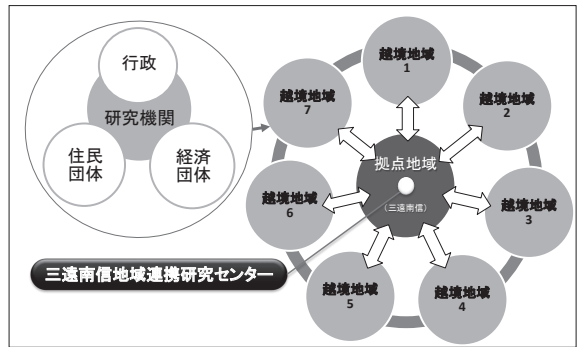 行政
研究機関
住民
団体
経済
団体
越境地域
1
越境地域
2
越境地域
3
越境地域
4
越境地域
5
越境地域
6
越境地域
7
拠点地域
（三遠南信）
三遠南信地域連携研究センター